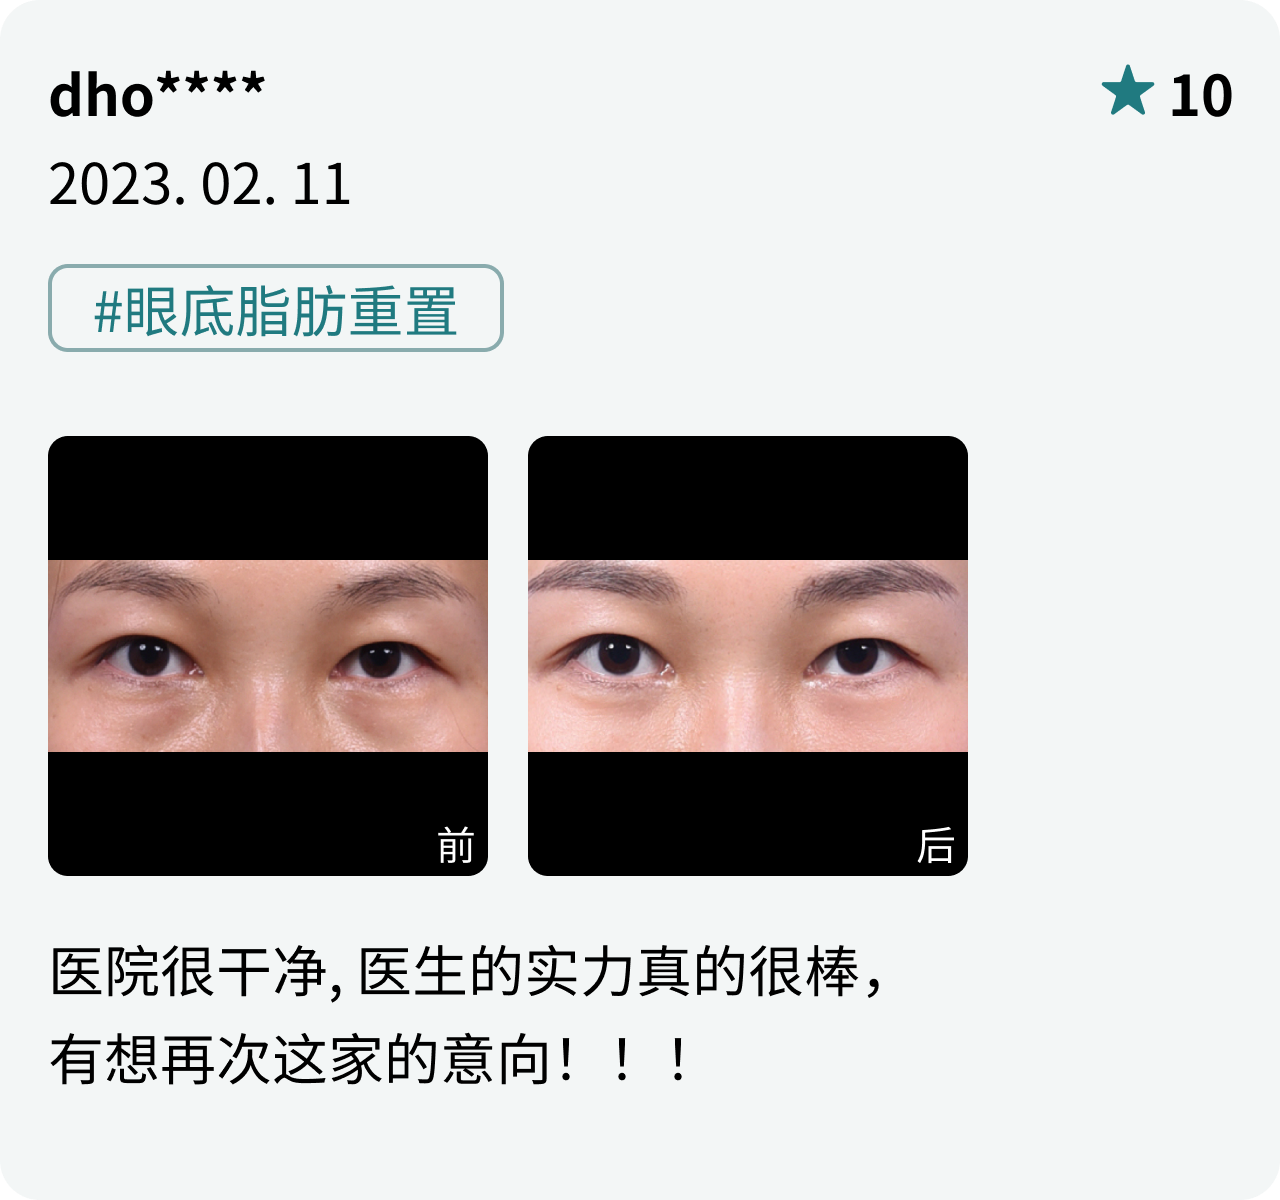 dho****
10
2023. 02. 11
#眼底脂肪重置
前
后
医院很干净, 医生的实力真的很棒，
有想再次这家的意向！！！